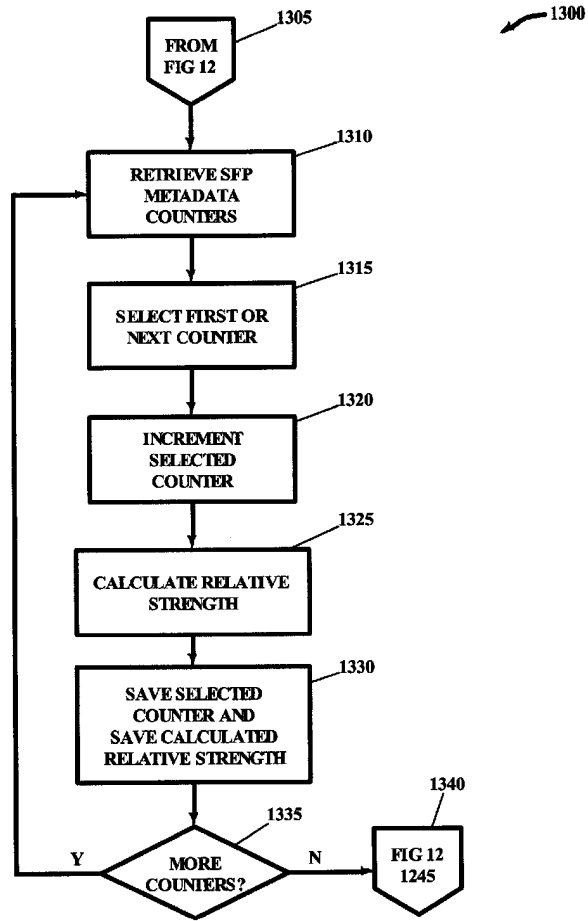 1300
1305
FROM
FIG 12
1310
RETRIEVE SFP
METADADA
COUNTERS
1315
SELECT FIRST OR
NEXT COUNTER
1320
INCREMENT
SELECTED
COUNTER
1325
CALCULATE RELATIVE
STRENGTH
1330
SAVE SELECTED
COUNTER AND
SAVE CALCULATED
RELATIVE STRENGTH
1335
MORE
COUNTERS?
Y
N
1340
FIG 12
1245